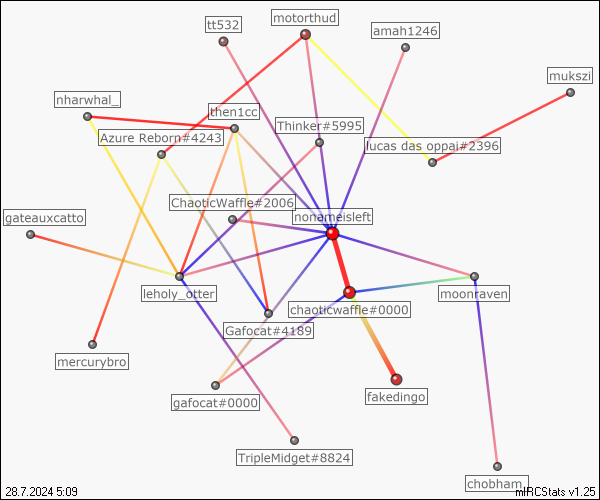 tt532
motorthud
amah1246
mukszi
nharwhal_
then1cc
Azure Reborn#4243
Thinker#5995
lucas das oppai#2396
ChaoticWaffle#2006
nonameisleft
gateauxcatto
leholy_otter
moonraven
chaoticwaffle#0000
Gafocat#4189
mercurybro
gafocat#0000
fakedingo
TripleMidget#8824
chobham_
28.7.2024 5:09
mIRCStats v1.25